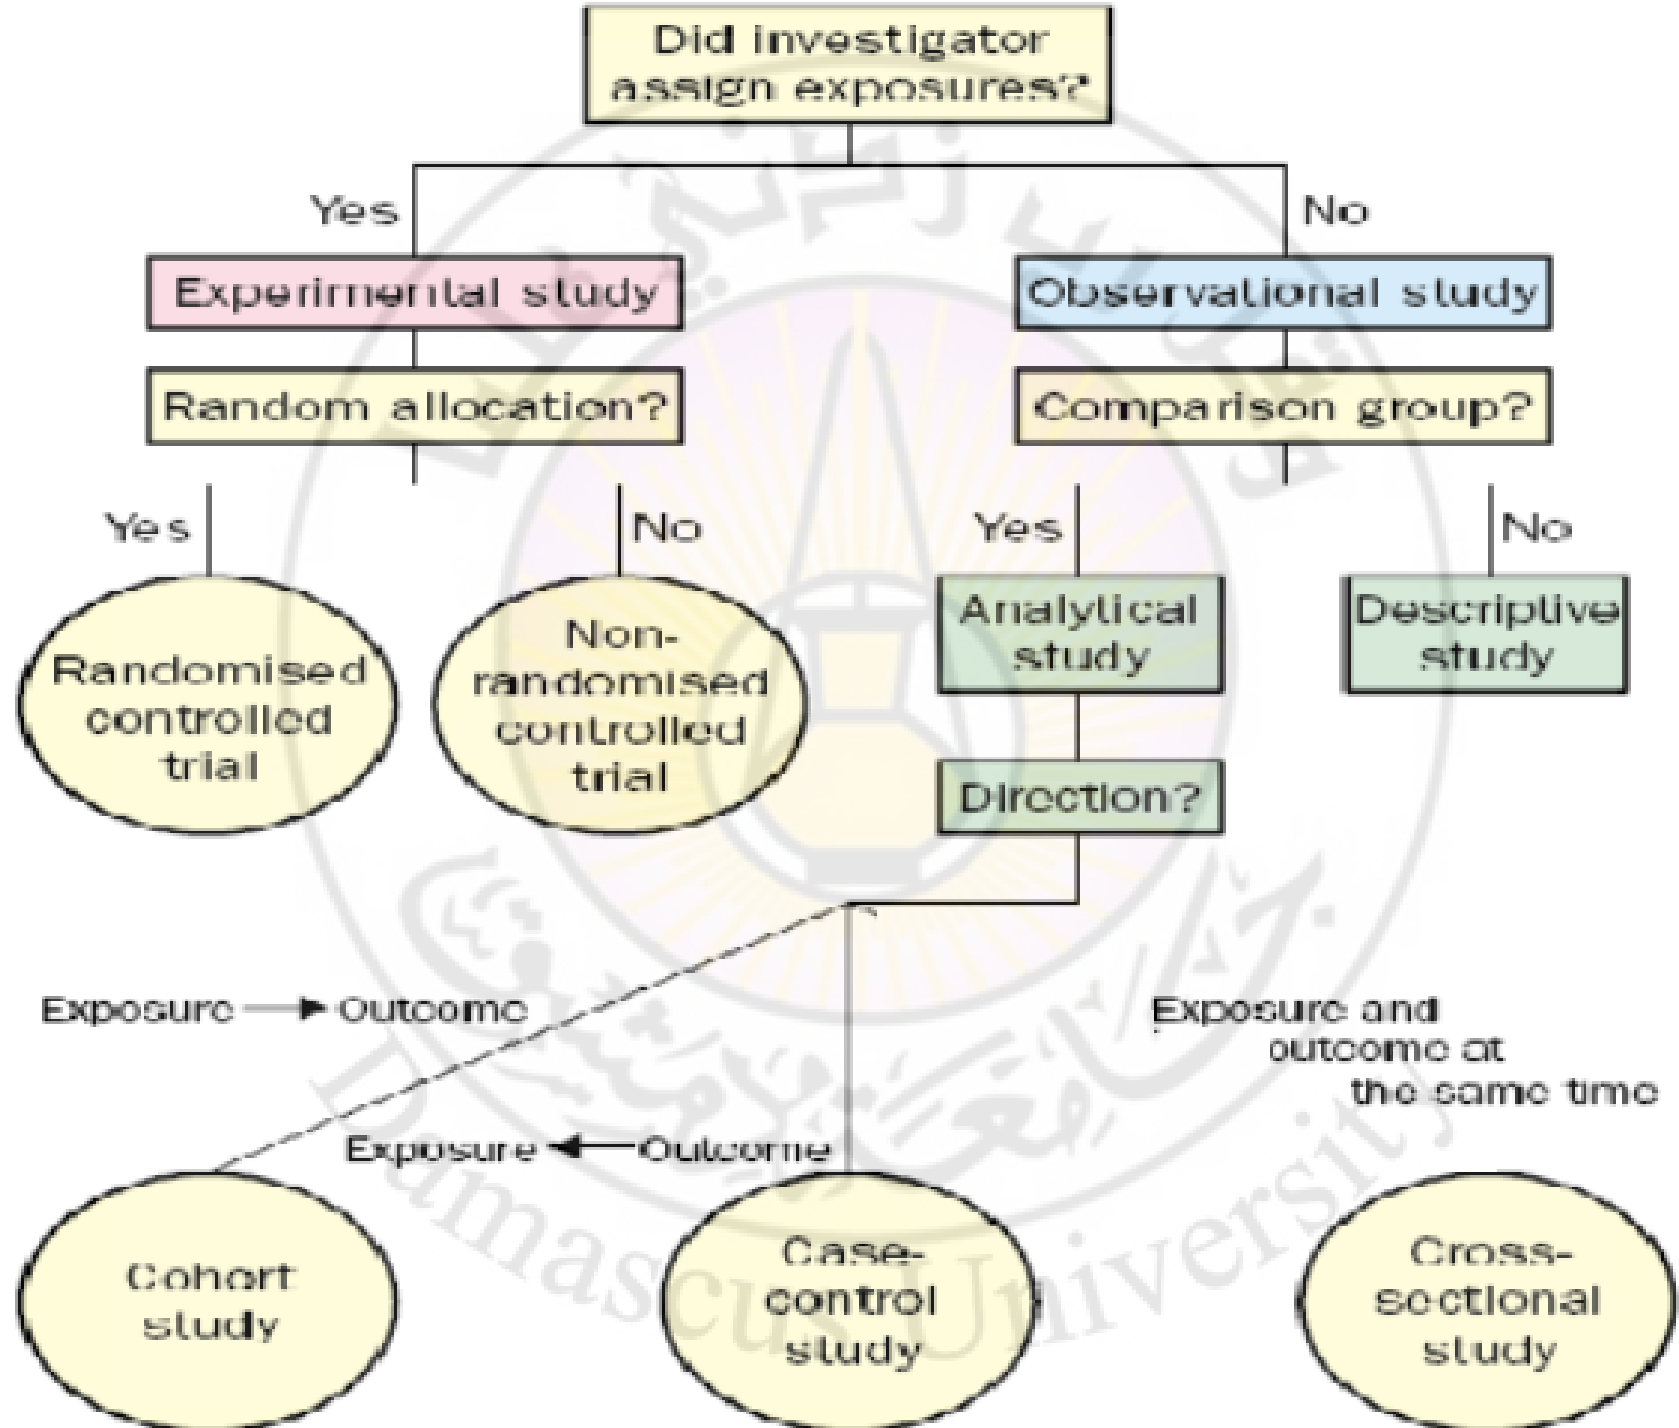 Did investigator
assign exposures?
Yes
No
Experimental study
Observational study
Random allocation?
Comparison group?
Yes
No
Yes
No
Randomised
controlled
trial
Non-
randomised
controlled
trial
Analytical
study
Descriptive
study
Direction?
Exposure → Outcome
Exposure and
outcome at
the same time
Exposure ← Outcome
Cohort
study
Case-
control
study
Cross-
sectional
study
جامعة دمشق
Damascus University